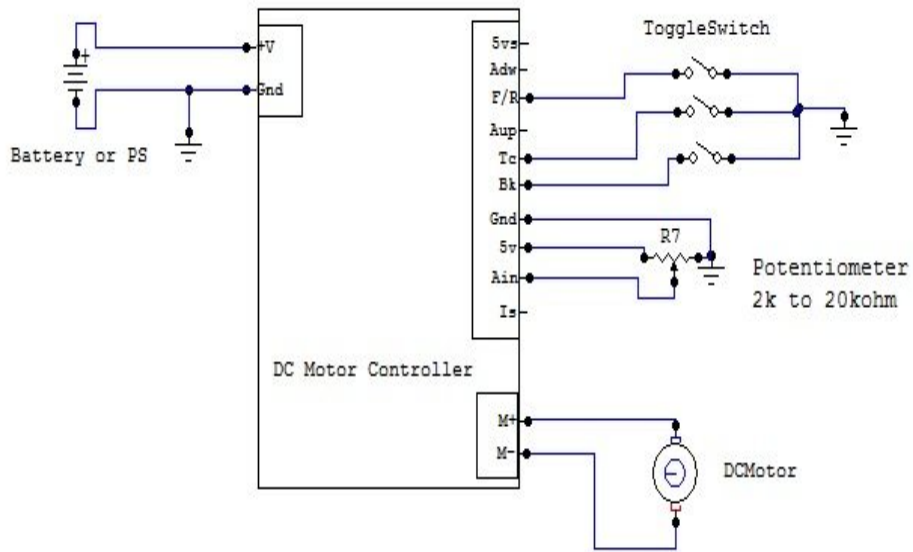 +V
+
Gnd
Battery or PS
DC Motor Controller
5vs
Adw
F/R
Aup
Tc
Bk
Gnd
5v
Ain
Is
M+
M-
ToggleSwitch
R7
Potentiometer
2k to 20kohm
DCMotor